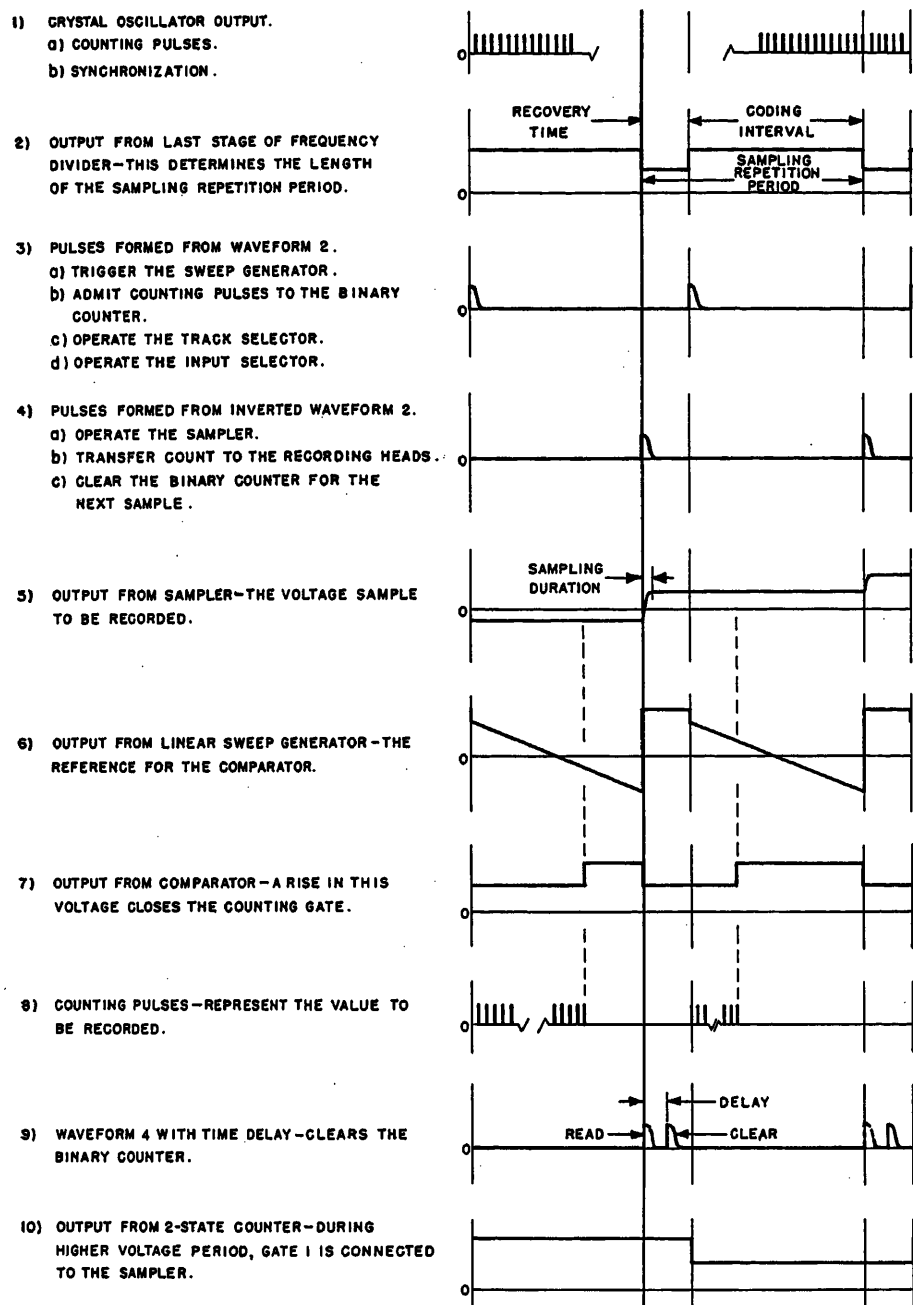 1) CRYSTAL OSCILLATOR OUTPUT.
a) COUNTING PULSES.
b) SYNCHRONIZATION.
0
2) OUTPUT FROM LAST STAGE OF FREQUENCY
DIVIDER-THIS DETERMINES THE LENGTH
OF THE SAMPLING REPETITION PERIOD.
RECOVERY
TIME
CODING
INTERVAL
SAMPLING
REPETITION
PERIOD
0
3) PULSES FORMED FROM WAVEFORM 2.
a) TRIGGER THE SWEEP GENERATOR.
b) ADMIT COUNTING PULSES TO THE BINARY
COUNTER.
c) OPERATE THE TRACK SELECTOR.
d) OPERATE THE INPUT SELECTOR.
0
4) PULSES FORMED FROM INVERTED WAVEFORM 2.
a) OPERATE THE SAMPLER.
b) TRANSFER COUNT TO THE RECORDING HEADS.
c) CLEAR THE BINARY COUNTER FOR THE
NEXT SAMPLE.
0
5) OUTPUT FROM SAMPLER-THE VOLTAGE SAMPLE
TO BE RECORDED.
SAMPLING
DURATION
0
6) OUTPUT FROM LINEAR SWEEP GENERATOR-THE
REFERENCE FOR THE COMPARATOR.
0
7) OUTPUT FROM COMPARATOR-A RISE IN THIS
VOLTAGE CLOSES THE COUNTING GATE.
0
8) COUNTING PULSES-REPRESENT THE VALUE TO
BE RECORDED.
0
9) WAVEFORM 4 WITH TIME DELAY-CLEARS THE
BINARY COUNTER.
DELAY
READ
CLEAR
0
10) OUTPUT FROM 2-STATE COUNTER-DURING
HIGHER VOLTAGE PERIOD, GATE 1 IS CONNECTED
TO THE SAMPLER.
0